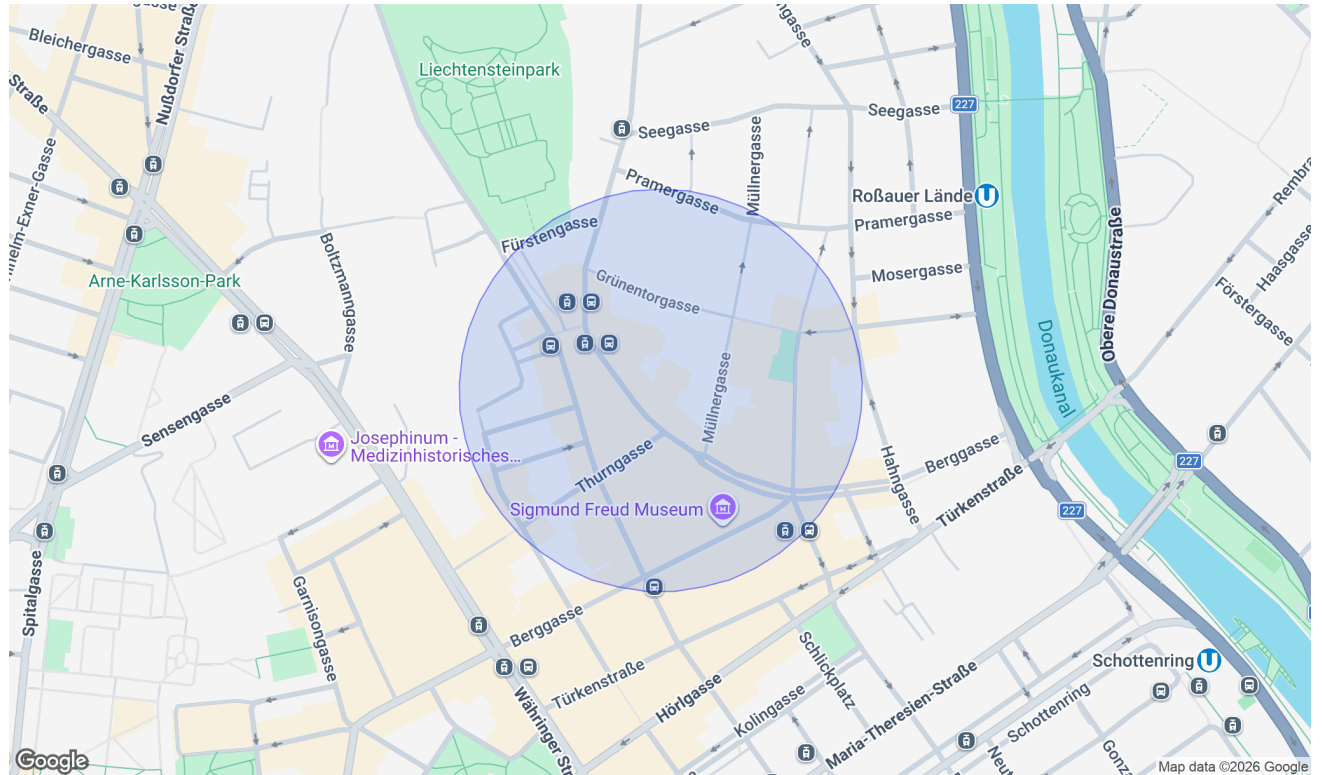 Bleichergasse
Straße
Nußdorfer Straße
Liechtensteinpark
Seegasse
Seegasse
227
Müllnergasse
Pramergasse
Roßauer Lände
Pramergasse
Fürstengasse
Boltzmanngasse
Arne-Karlsson-Park
Grünentorgasse
Mosergasse
Haasgasse
Förstergasse
Obere Donaustraße
Donaukanal
Sensengasse
Müllnergasse
Josephinum -
Medizinhistorisches...
Thurngasse
Berggasse
Hahngasse
Türkenstraße
227
227
Sigmund Freud Museum
Spitalgasse
Garnisongasse
Berggasse
Türkenstraße
Währinger Str
Hörlgasse
Kolingasse
Schlickplatz
Maria-Theresien-Straße
Schottenring
Schottenring
Google
Map data ©2026 Google